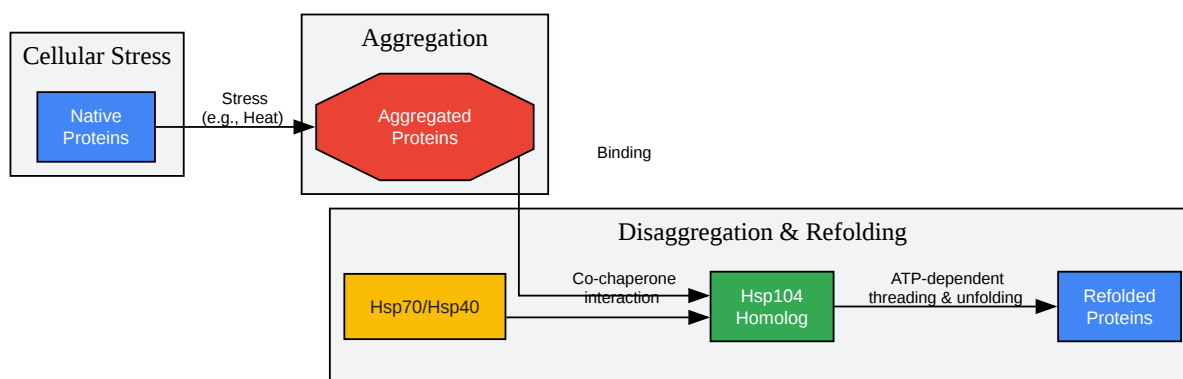 Cellular Stress
Native
Proteins
Stress
(e.g., Heat)
Aggregation
Aggregated
Proteins
Binding
Disaggregation & Refolding
Hsp70/Hsp40
Co-chaperone
interaction
Hsp104
Homolog
ATP-dependent
threading & unfolding
Refolded
Proteins